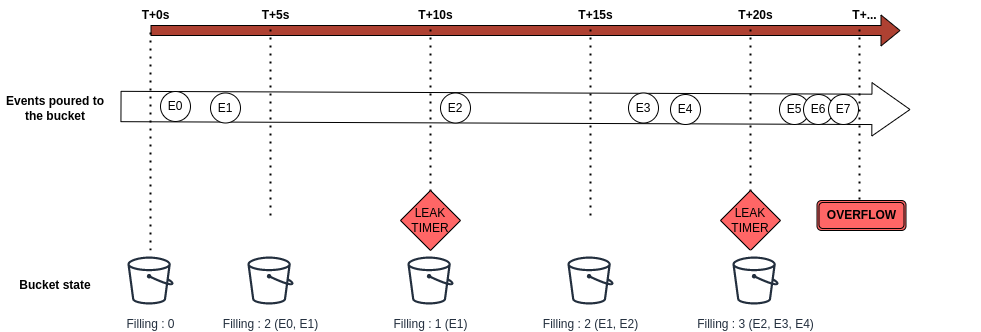 T+0s T+5s T+10s T+15s T+20s T+...
Events poured to
the bucket
E0 E1 E2 E3 E4 E5 E6 E7
LEAK
TIMER
LEAK
TIMER
OVERFLOW
Bucket state
Filling : 0 Filling : 2 (E0, E1) Filling : 1 (E1) Filling : 2 (E1, E2) Filling : 3 (E2, E3, E4)